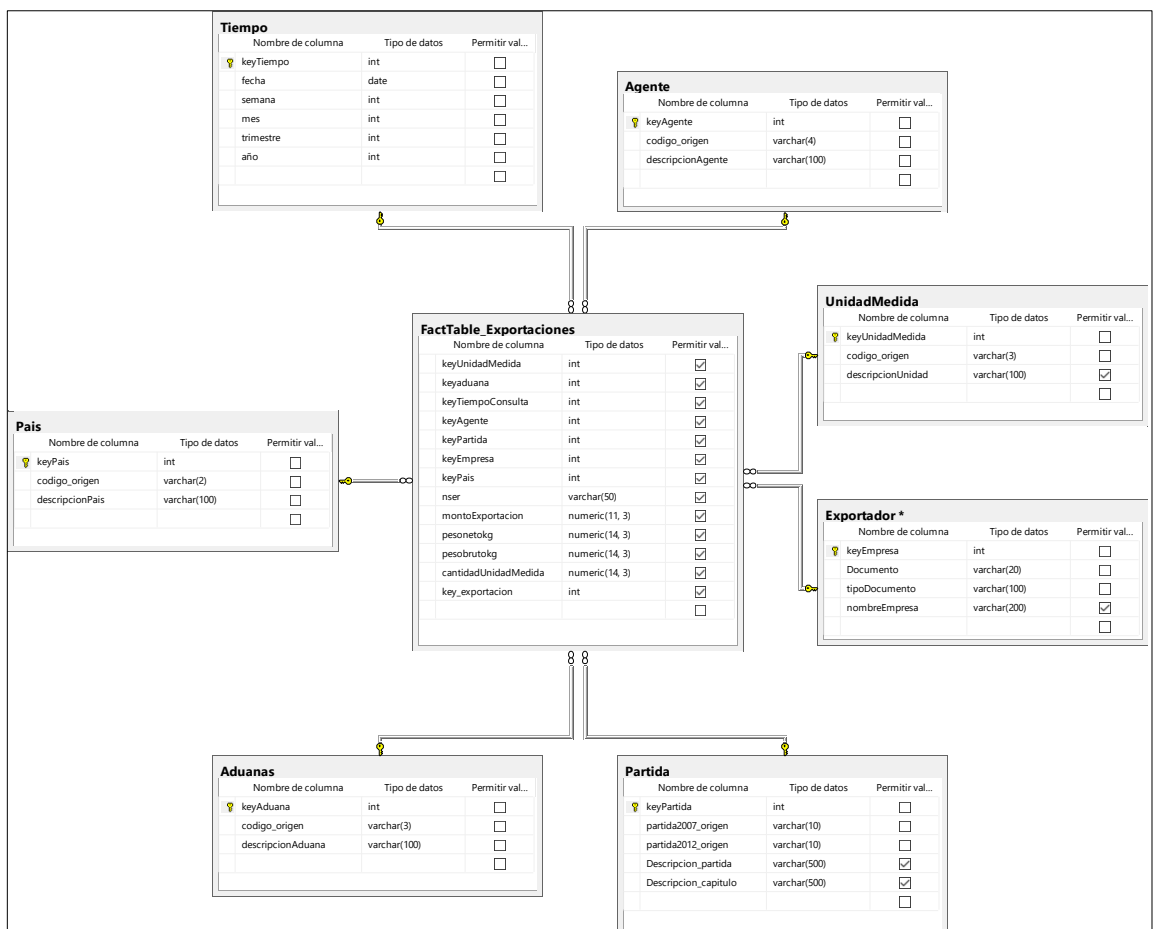 Tiempo
Nombre de columna Tipo de datos Permitir val...
keyTiempo int
fecha date
semana int
mes int
trimestre int
año int
Agente
Nombre de columna Tipo de datos Permitir val...
keyAgente int
codigo_origen varchar(4)
descripcionAgente varchar(100)
UnidadMedida
Nombre de columna Tipo de datos Permitir val...
keyUnidadMedida int
codigo_origen varchar(3)
descripcionUnidad varchar(100)
FactTable_Exportaciones
Nombre de columna Tipo de datos Permitir val...
keyUnidadMedida int
keyaduana int
keyTiempoConsulta int
keyAgente int
keyPartida int
keyEmpresa int
keyPais int
nser varchar(50)
montoExportacion numeric(11, 3)
pesonetokg numeric(14, 3)
pesobrutokg numeric(14, 3)
cantidadUnidadMedida numeric(14, 3)
key_exportacion int
Pais
Nombre de columna Tipo de datos Permitir val...
keyPais int
codigo_origen varchar(2)
descripcionPais varchar(100)
Exportador *
Nombre de columna Tipo de datos Permitir val...
keyEmpresa int
Documento varchar(20)
tipoDocumento varchar(100)
nombreEmpresa varchar(200)
Aduanas
Nombre de columna Tipo de datos Permitir val...
keyAduana int
codigo_origen varchar(3)
descripcionAduana varchar(100)
Partida
Nombre de columna Tipo de datos Permitir val...
keyPartida int
partida2007_origen varchar(10)
partida2012_origen varchar(10)
Descripcion_partida varchar(500)
Descripcion_capitulo varchar(500)